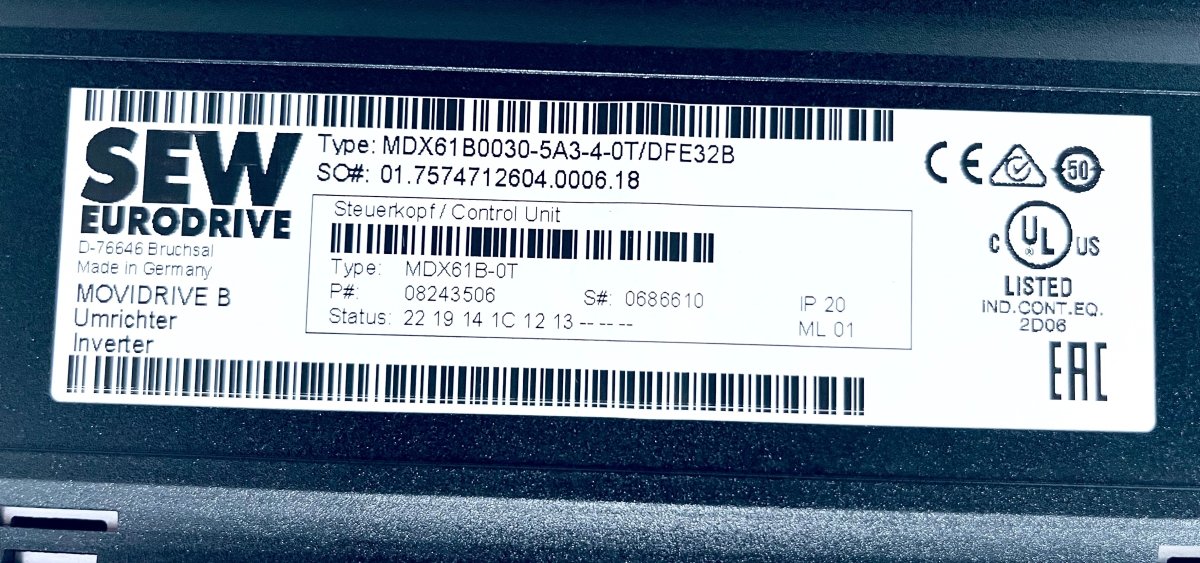 SEW
EURODRIVE
D-76646 Bruchsal
Made in Germany
MOVIDRIVE B
Umrichter
Inverter
Type: MDX61B0030-5A3-4-0T/DFE32B
SO#: 01.7574712604.0006.18
Steuerkopf / Control Unit
Type: MDX61B-0T
P#: 08243506 S#: 0686610 IP 20
Status: 22 19 14 1C 12 13 -- -- -- ML 01
CE 50
C UL US
LISTED
IND.CONT.EQ.
2D06
EAC